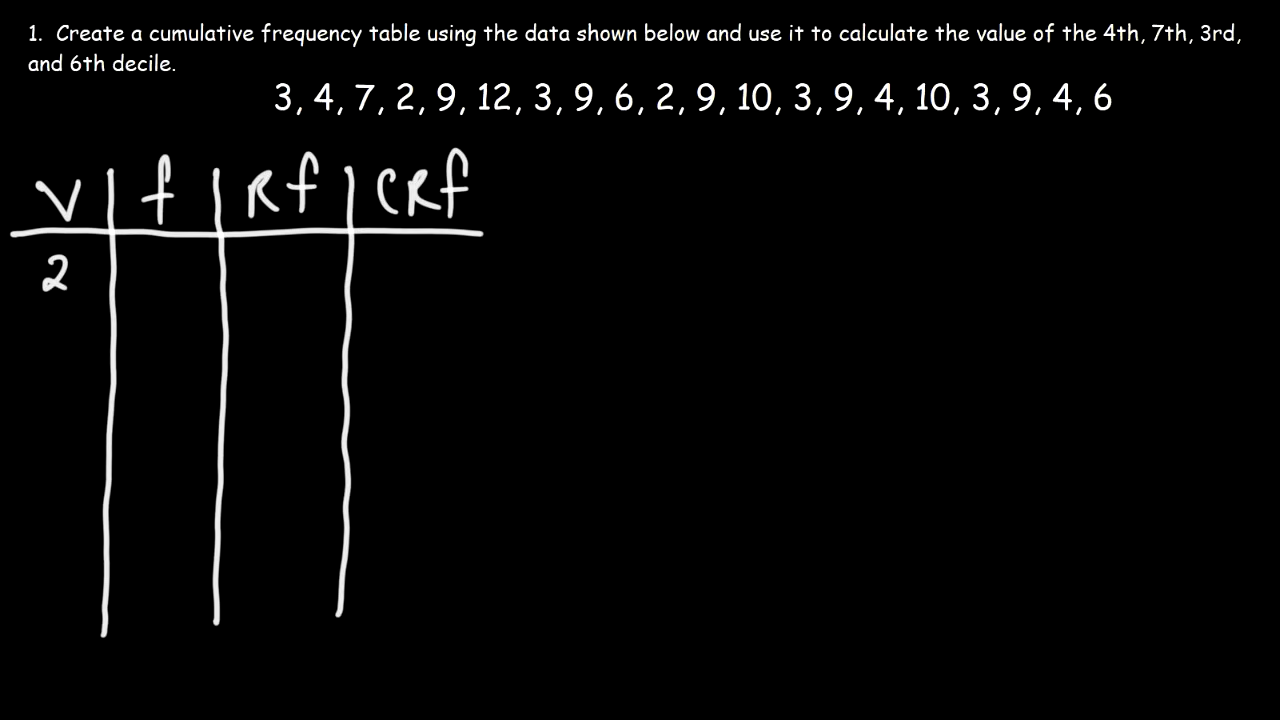 1. Create a cumulative frequency table using the data shown below and use it to calculate the value of the 4th, 7th, 3rd,
and 6th decile.
3, 4, 7, 2, 9, 12, 3, 9, 6, 2, 9, 10, 3, 9, 4, 10, 3, 9, 4, 6
V f Rf CRf
2